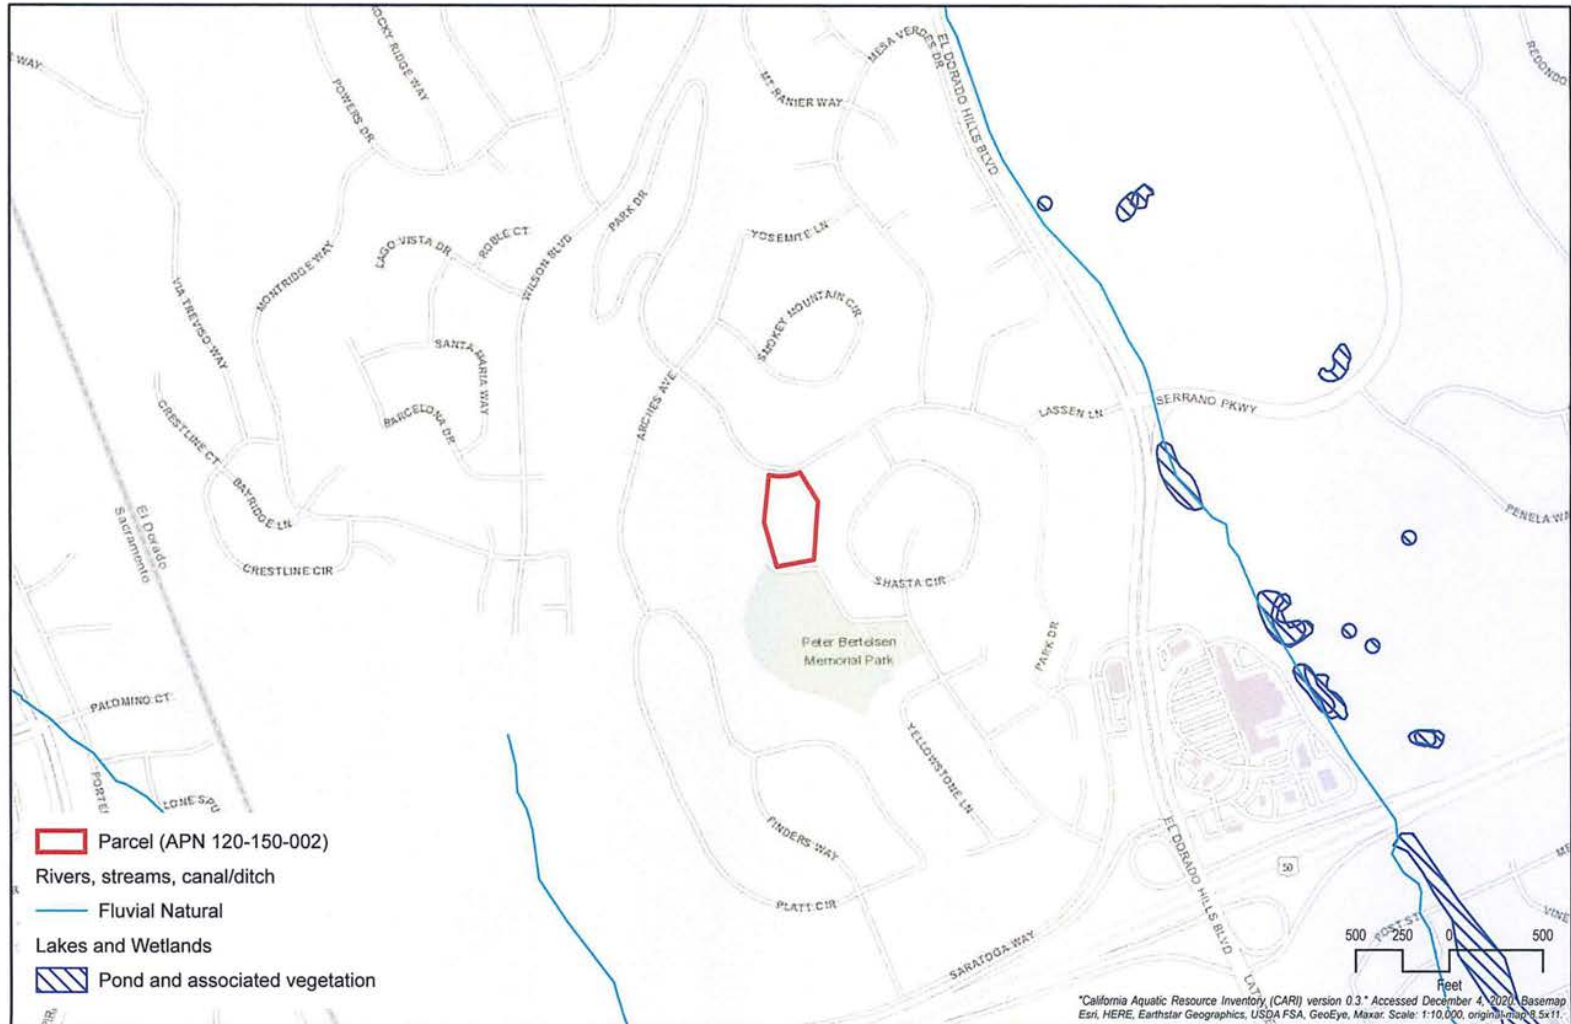 ROCKY RIDGE WAY
MESA VERDES DR
EL DORADO HILLS BLVD
REDONDO
WAY
POWERS DR
MT RANIER WAY
PARK DR
YOSEMITE LN
LAGO VISTA DR
ROBLE CT
WILSON BLVD
MONTRIDGE WAY
VIA TREVISO WAY
SMOKEY MOUNTAIN CIR
SANTA MARIA WAY
ARCHES AVE
LASSEN LN
SERRANO PKWY
BARCELONA DR
CRESTLINE CT
BAYRIDGE LN
El Dorado
Sacramento
PENELA WA
CRESTLINE CIR
SHASTA CIR
Peter Bertelsen
Memorial Park
PARK DR
PALOMINO CT
YELLOWSTONE LN
LONE SPU
FINDERS WAY
EL DORADO HILLS BLVD
50
PLATT CIR
POST ST
VINE
SARATOGA WAY
Parcel (APN 120-150-002)
Rivers, streams, canal/ditch
Fluvial Natural
Lakes and Wetlands
Pond and associated vegetation
500 250 0 500
Feet
"California Aquatic Resource Inventory (CARI) version 0.3." Accessed December 4, 2020. Basemap
Esri, HERE, Earthstar Geographics, USDA FSA, GeoEye, Maxar. Scale: 1:10,000, original map 8.5x11.